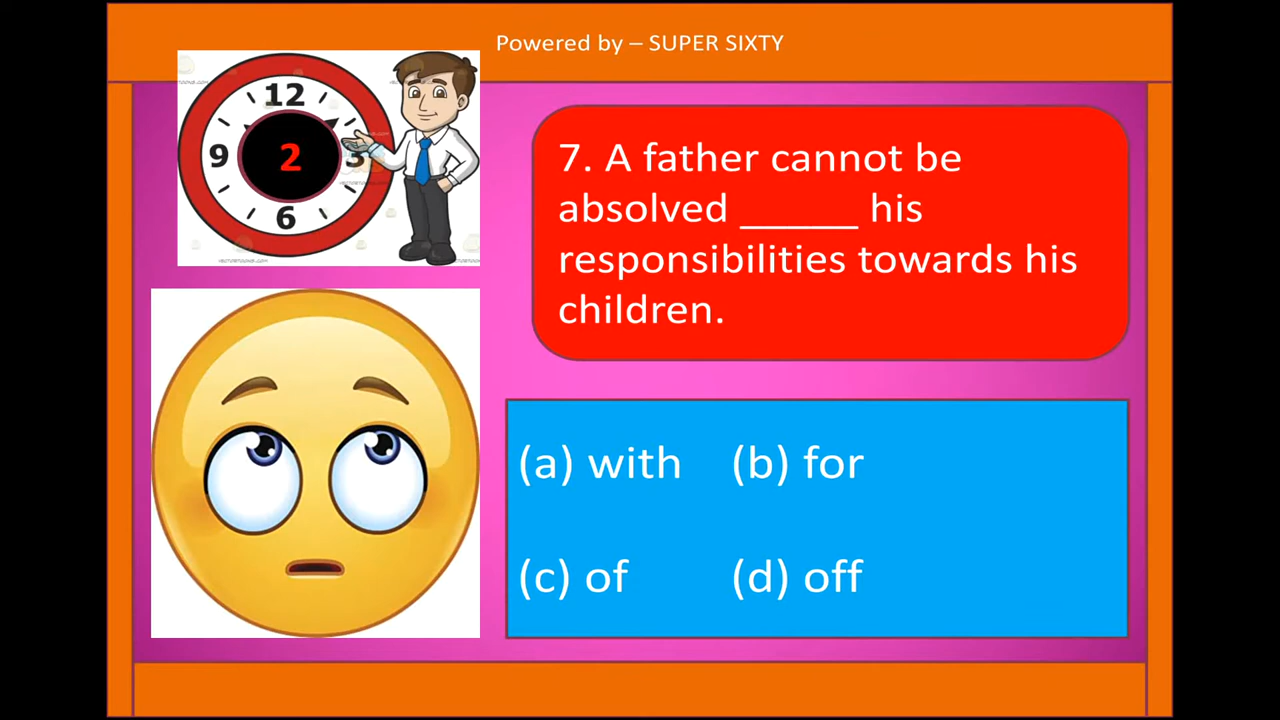 Powered by – SUPER SIXTY
12
9
2
3
6
7. A father cannot be
absolved ______ his
responsibilities towards his
children.
(a) with (b) for
(c) of (d) off